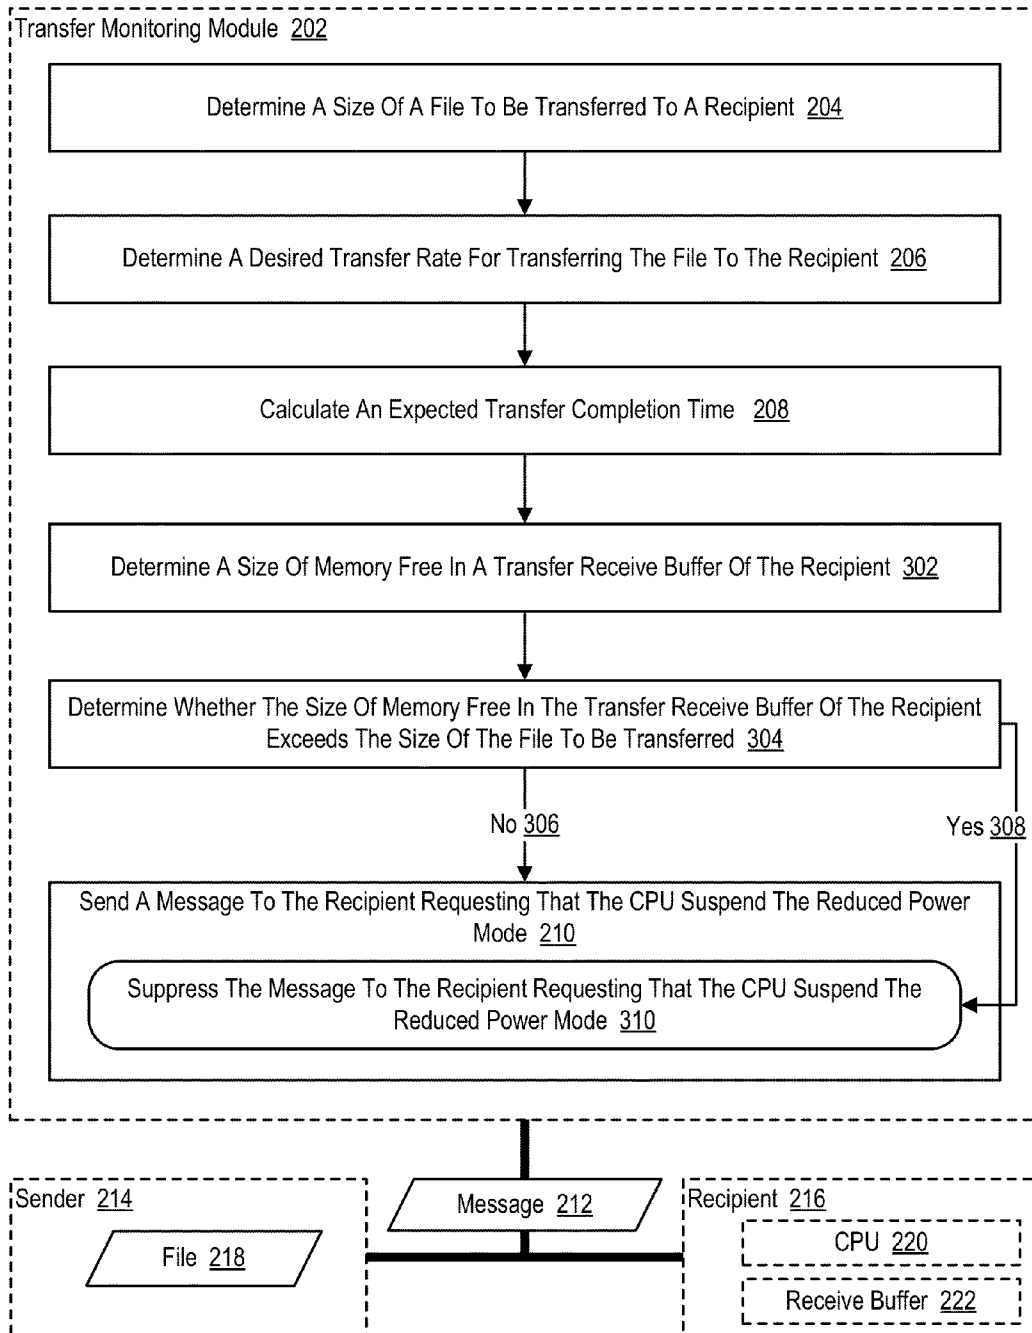 Transfer Monitoring Module 202
Determine A Size Of A File To Be Transferred To A Recipient 204
Determine A Desired Transfer Rate For Transferring The File To The Recipient 206
Calculate An Expected Transfer Completion Time 208
Determine A Size Of Memory Free In A Transfer Receive Buffer Of The Recipient 302
Determine Whether The Size Of Memory Free In The Transfer Receive Buffer Of The Recipient
Exceeds The Size Of The File To Be Transferred 304
No 306
Yes 308
Send A Message To The Recipient Requesting That The CPU Suspend The Reduced Power
Mode 210
Suppress The Message To The Recipient Requesting That The CPU Suspend The
Reduced Power Mode 310
Sender 214
File 218
Message 212
Recipient 216
CPU 220
Receive Buffer 222